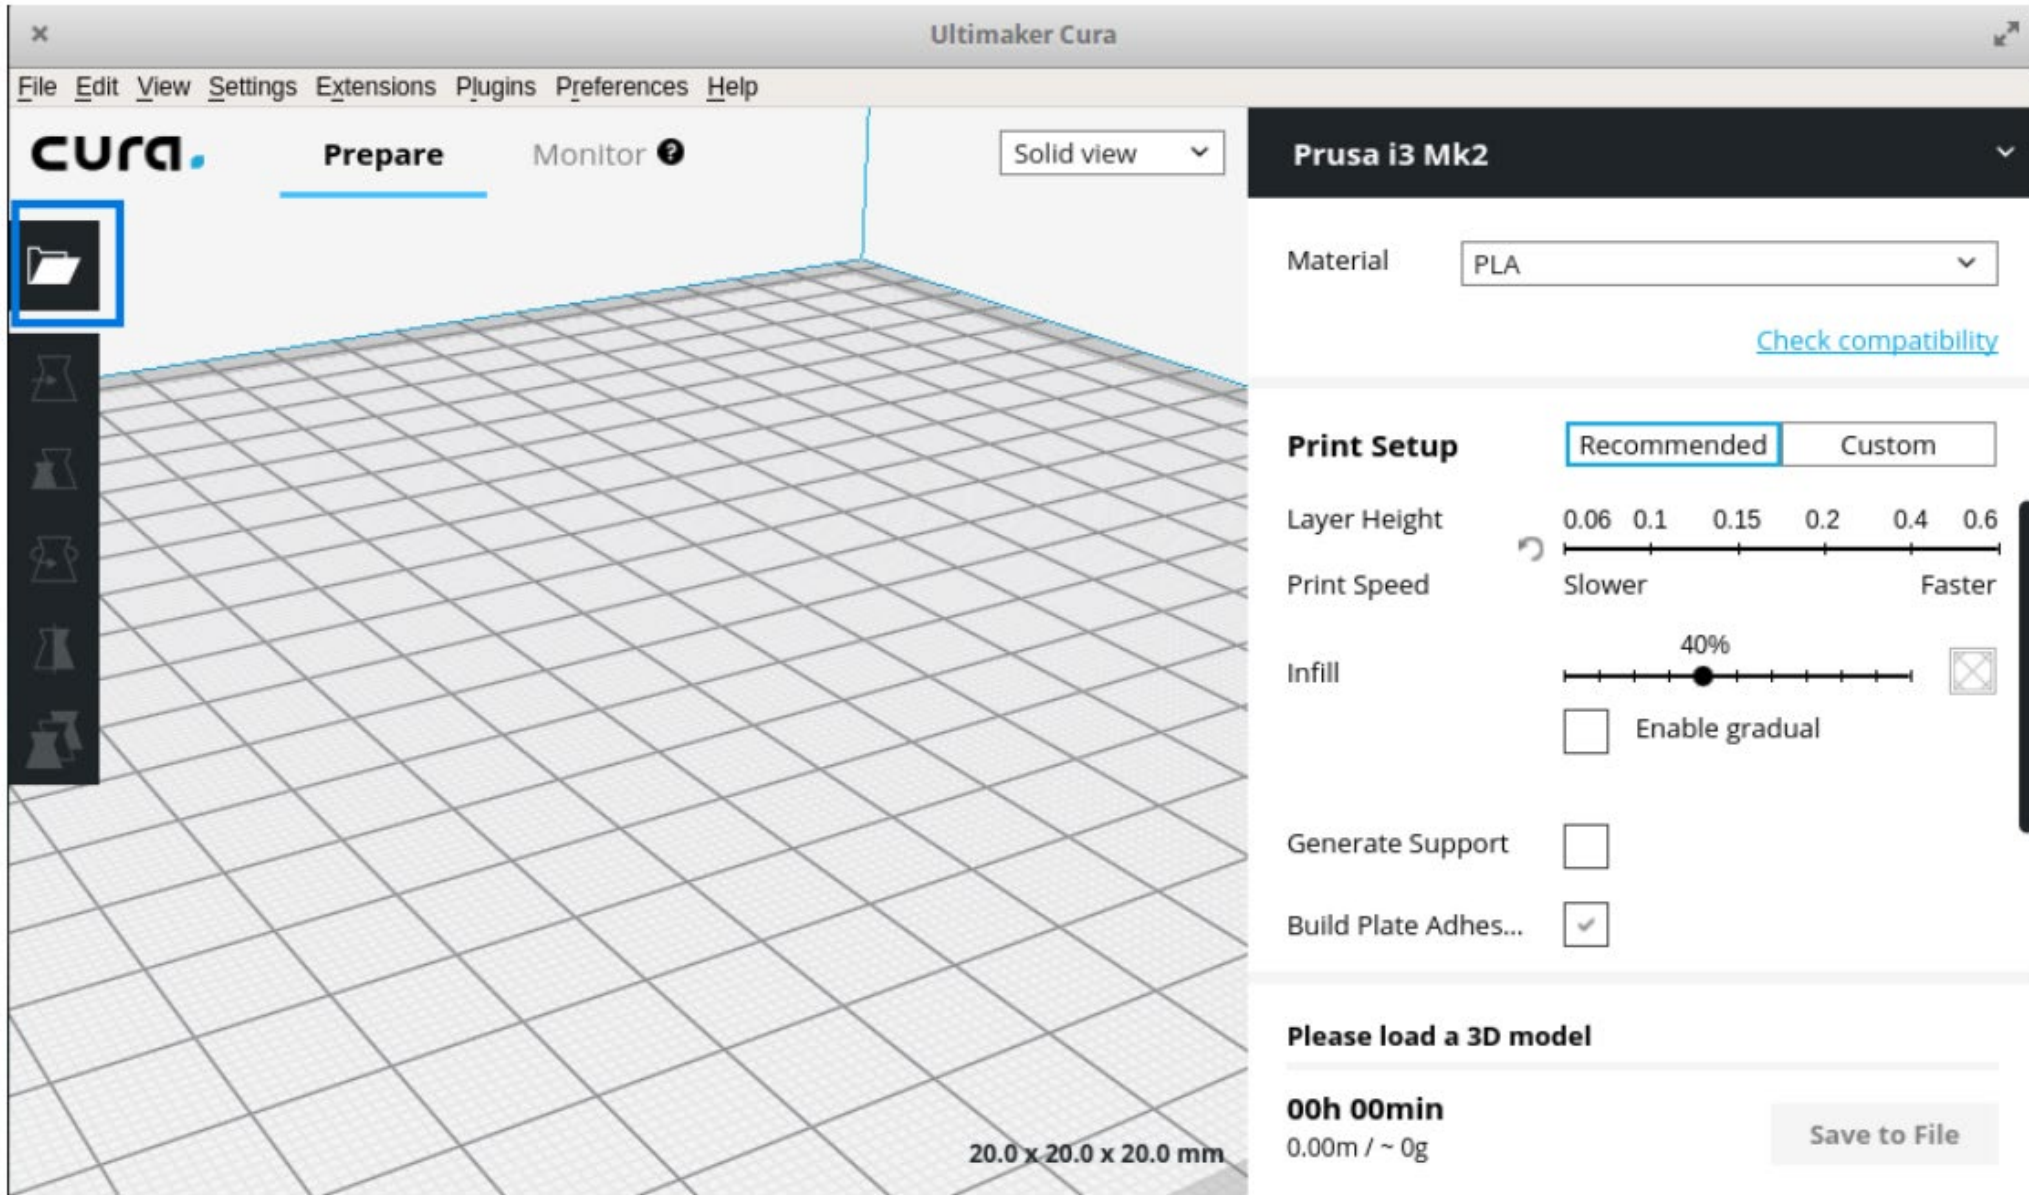 Ultimaker Cura
File Edit View Settings Extensions Plugins Preferences Help
cura.
Prepare
Monitor ?
Solid view
Prusa i3 Mk2
Material
PLA
Check compatibility
Print Setup
Recommended
Custom
Layer Height
0.06 0.1 0.15 0.2 0.4 0.6
Print Speed
Slower
Faster
40%
Infill
Enable gradual
Generate Support
Build Plate Adhes...
Please load a 3D model
00h 00min
0.00m / ~ 0g
Save to File
20.0 x 20.0 x 20.0 mm